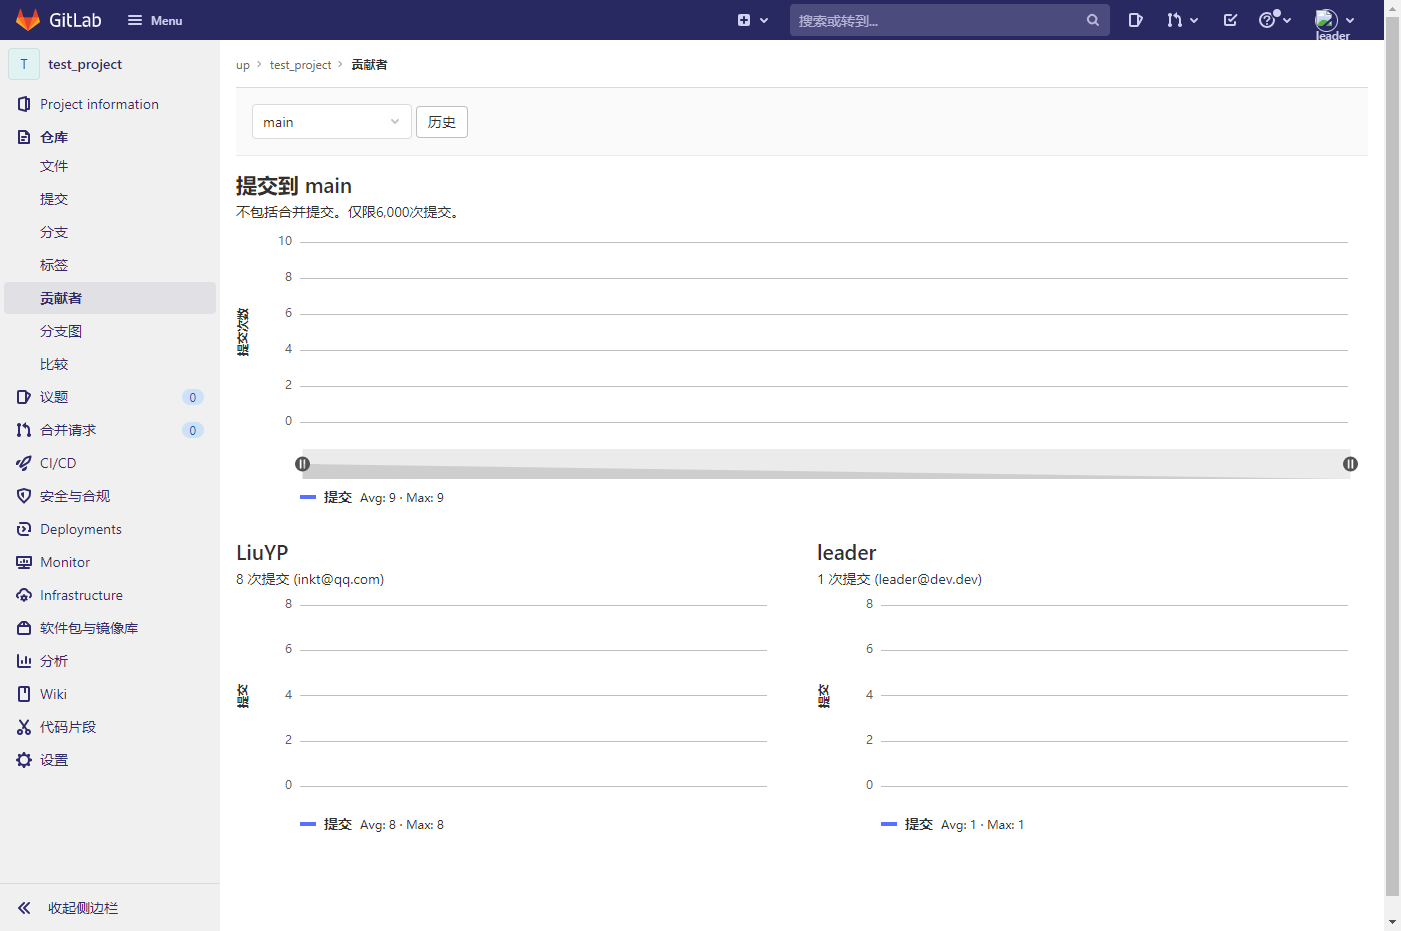 GitLab
Menu
搜索或转到...
leader
T
test_project
Project information
仓库
文件
提交
分支
标签
贡献者
分支图
比较
议题 0
合并请求 0
CI/CD
安全与合规
Deployments
Monitor
Infrastructure
软件包与镜像库
分析
Wiki
代码片段
设置
收起侧边栏
up › test_project › 贡献者
main
历史
提交到 main
不包括合并提交。仅限6,000次提交。
提交次数
10
8
6
4
2
0
提交 Avg: 9 · Max: 9
LiuYP
8 次提交 (inkt@qq.com)
提交
8
6
4
2
0
提交 Avg: 8 · Max: 8
leader
1 次提交 (leader@dev.dev)
提交
8
6
4
2
0
提交 Avg: 1 · Max: 1